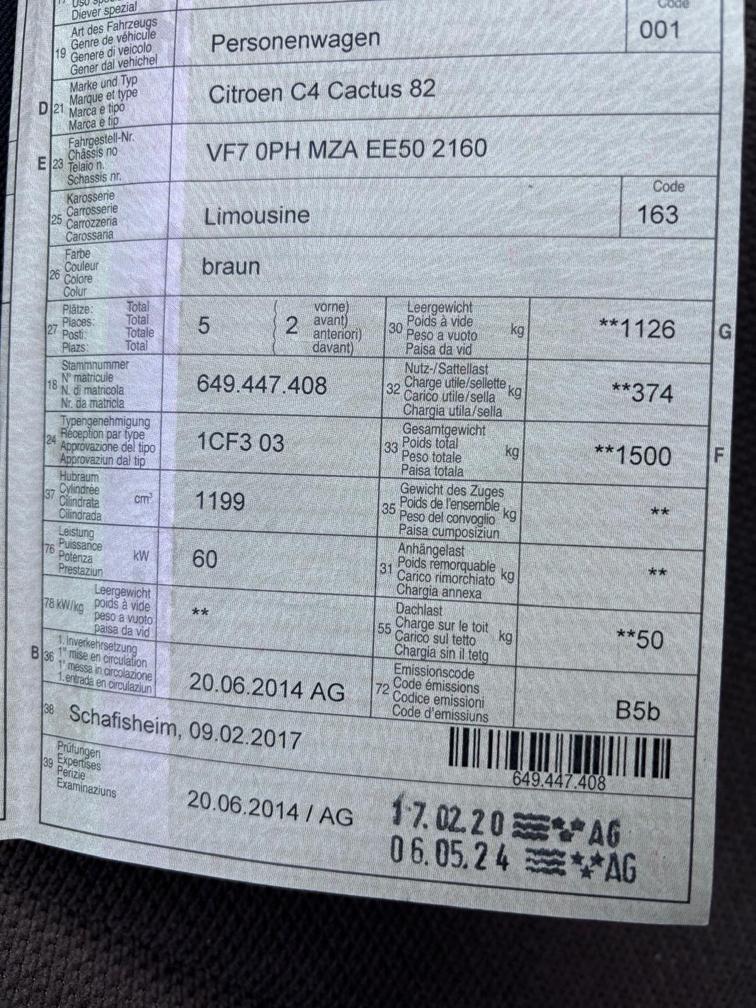 Diever spezial
Code
19 Art des Fahrzeugs
Genre de véhicule
Genere di veicolo
Gener dal vehichel
Personenwagen
001
D 21 Marke und Typ
Marque et type
Marca e tipo
Marca e tip
Citroen C4 Cactus 82
E 23 Fahrgestell-Nr.
Châssis no
Telaio n.
Schassis nr.
VF7 0PH MZA EE50 2160
25 Karosserie
Carrosserie
Carrozzeria
Carossaria
Limousine
Code
163
26 Farbe
Couleur
Colore
Colur
braun
27 Plätze: Total
Places: Total
Posti: Totale
Plazs: Total
5 ( 2 vorne)
avant)
anteriori)
davant)
30 Leergewicht
Poids à vide
Peso a vuoto
Paisa da vid
kg
**1126
G
18 Stammnummer
N° matricule
N. di matricola
Nr. da matricla
649.447.408
32 Nutz-/Sattellast
Charge utile/sellette
Carico utile/sella
Chargia utila/sella
kg
**374
24 Typengenehmigung
Réception par type
Approvazione del tipo
Approvaziun dal tip
1CF3 03
33 Gesamtgewicht
Poids total
Peso totale
Paisa totala
kg
**1500
F
37 Hubraum
Cylindrée
Cilindrata
Cilindrada
cm³
1199
35 Gewicht des Zuges
Poids de l'ensemble
Peso del convoglio
Paisa cumposiziun
kg
**
76 Leistung
Puissance
Potenza
Prestaziun
kW
60
31 Anhängelast
Poids remorquable
Carico rimorchiato
Chargia annexa
kg
**
78 kW/kg Leergewicht
poids à vide
peso a vuoto
paisa da vid
**
55 Dachlast
Charge sur le toit
Carico sul tetto
Chargia sin il tetg
kg
**50
B 36 1. Inverkehrsetzung
1re mise en circulation
1a messa in circolazione
1. entrada en circulaziun
20.06.2014 AG
72 Emissionscode
Code émissions
Codice emissioni
Code d'emissiuns
B5b
38 Schafisheim, 09.02.2017
649.447.408
39 Prüfungen
Expertises
Perizie
Examinaziuns
20.06.2014 / AG
17.02.20 AG
06.05.24 AG